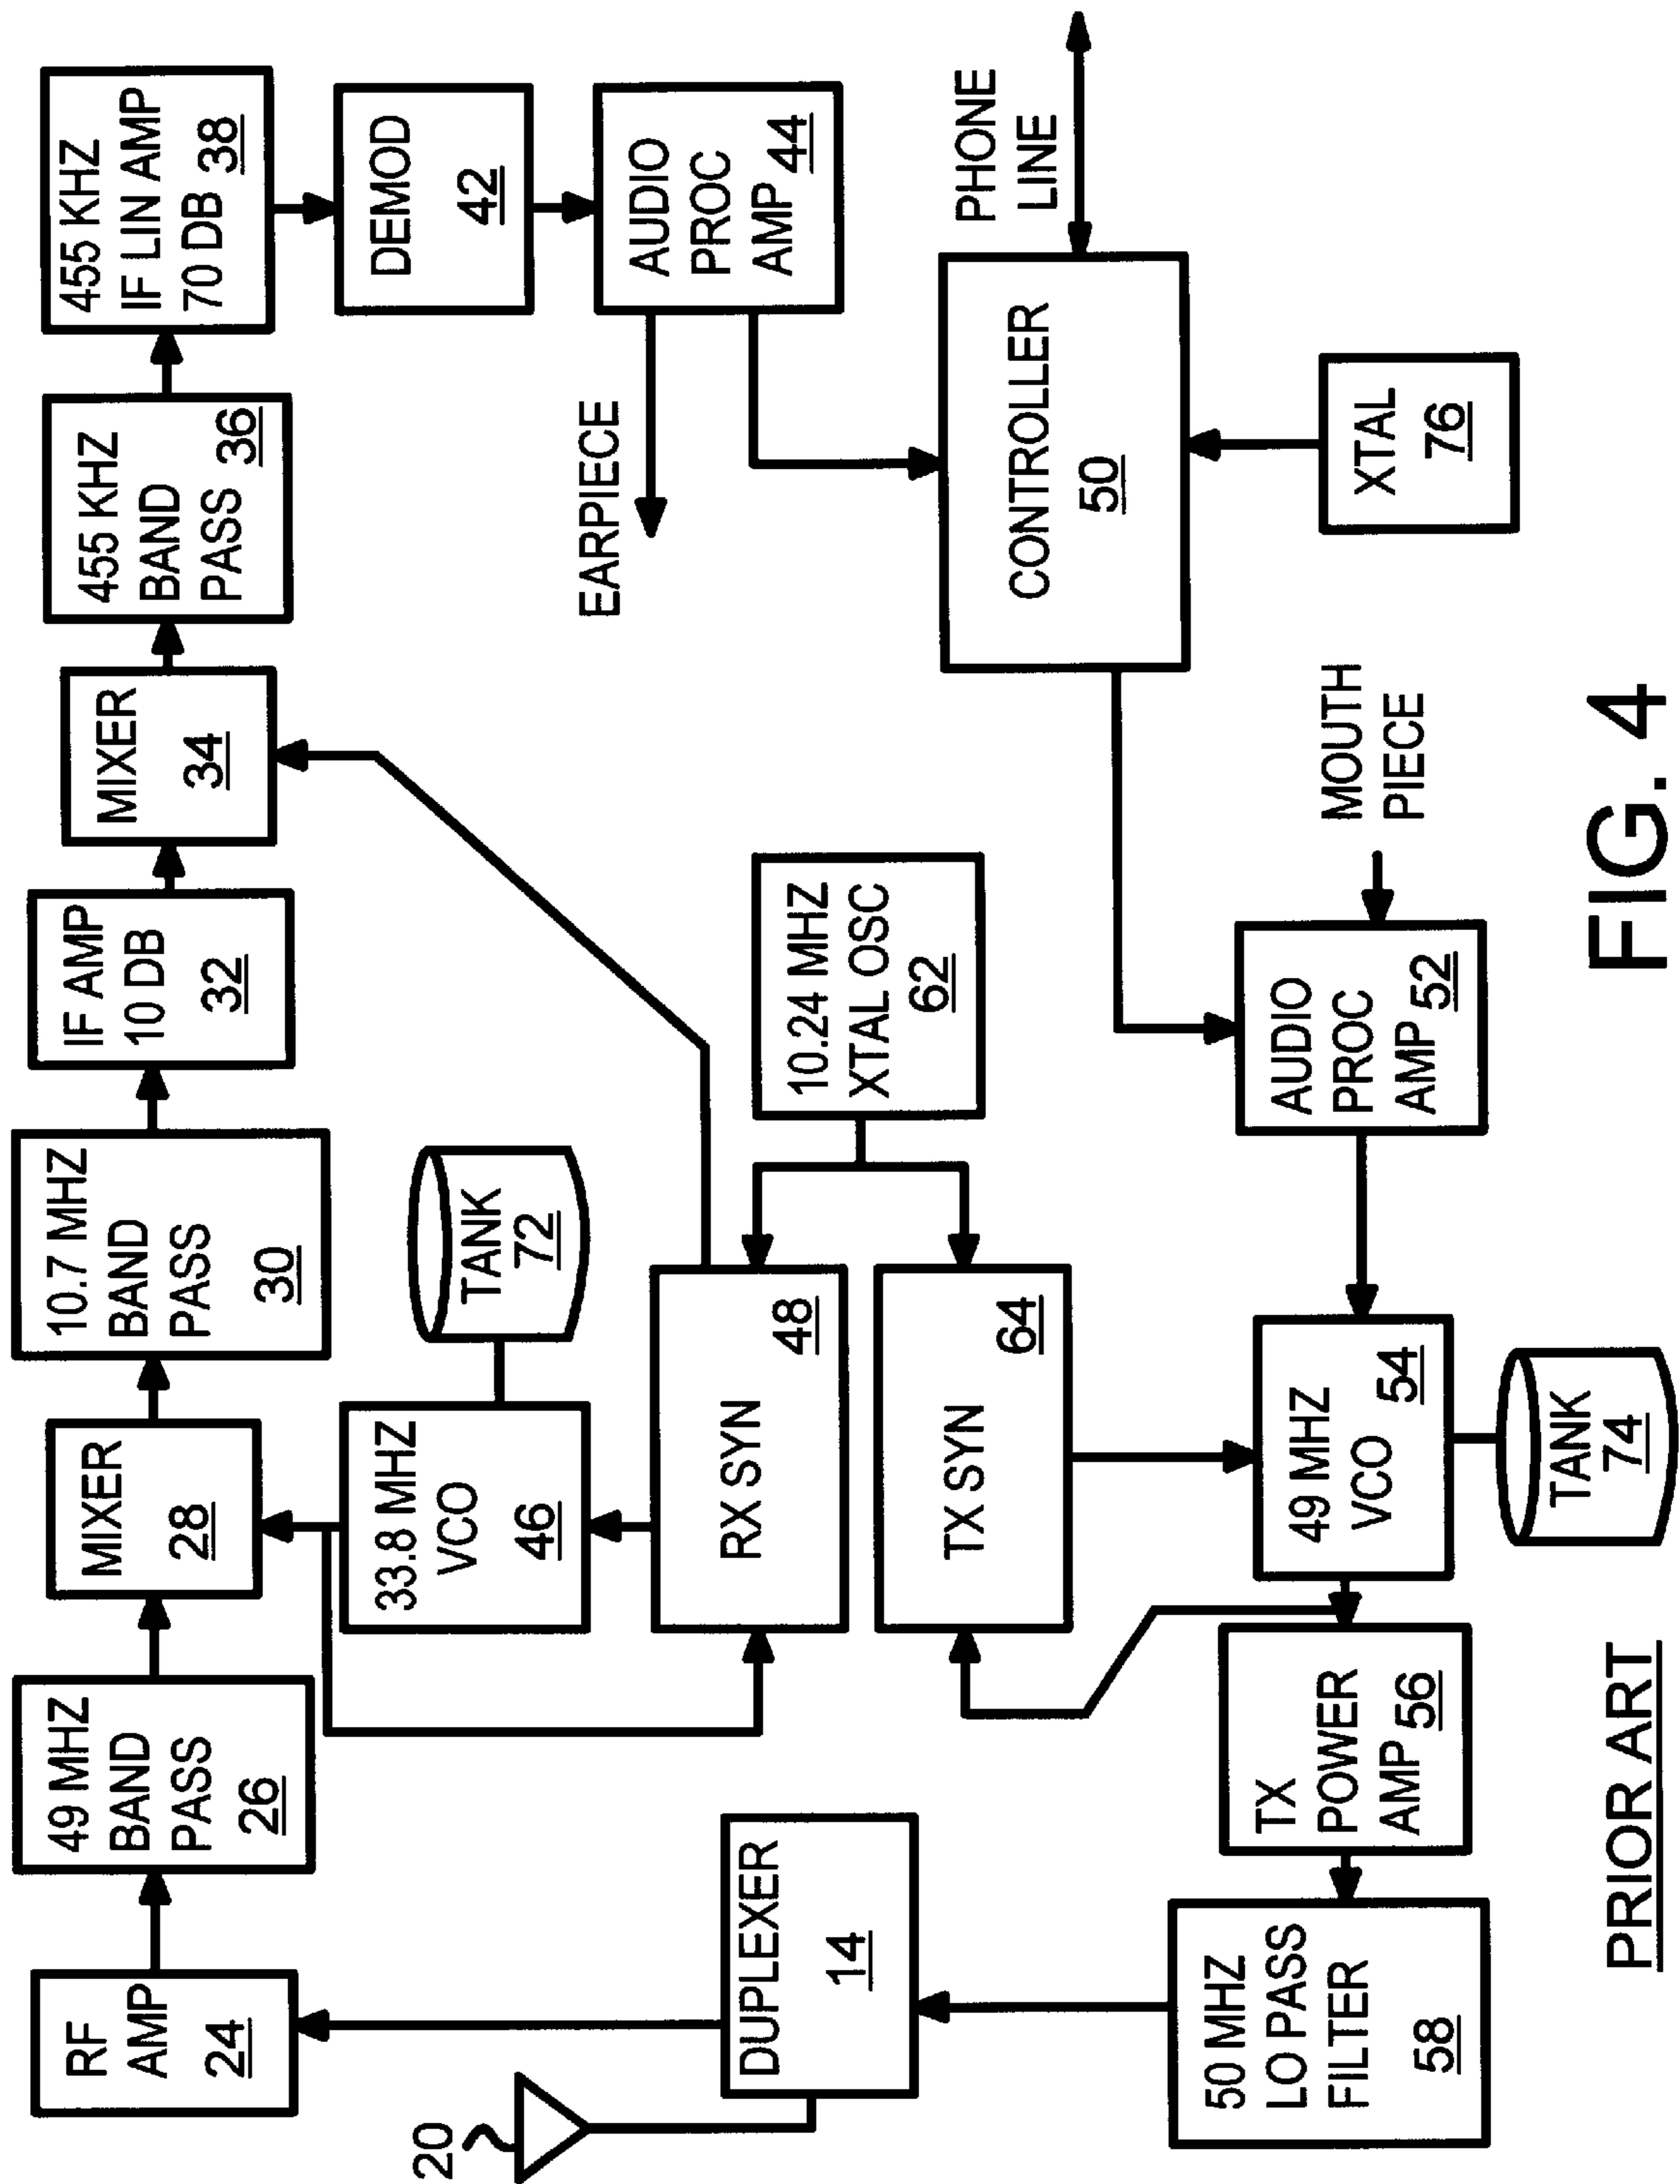 RF
AMP
24
49 MHZ
BAND
PASS
26
MIXER
28
10.7 MHZ
BAND
PASS
30
IF AMP
10 DB
32
MIXER
34
455 KHZ
BAND
PASS 36
455 KHZ
IF LIN AMP
70 DB 38
DEMOD
42
AUDIO
PROC
AMP 44
EARPIECE
33.8 MHZ
VCO
46
TANK
72
RX SYN
48
10.24 MHZ
XTAL OSC
62
TX SYN
64
20
DUPLEXER
14
CONTROLLER
50
PHONE
LINE
XTAL
76
50 MHZ
LO PASS
FILTER
58
TX
POWER
AMP 56
49 MHZ
VCO 54
TANK
74
AUDIO
PROC
AMP 52
MOUTH
PIECE
PRIOR ART
FIG. 4